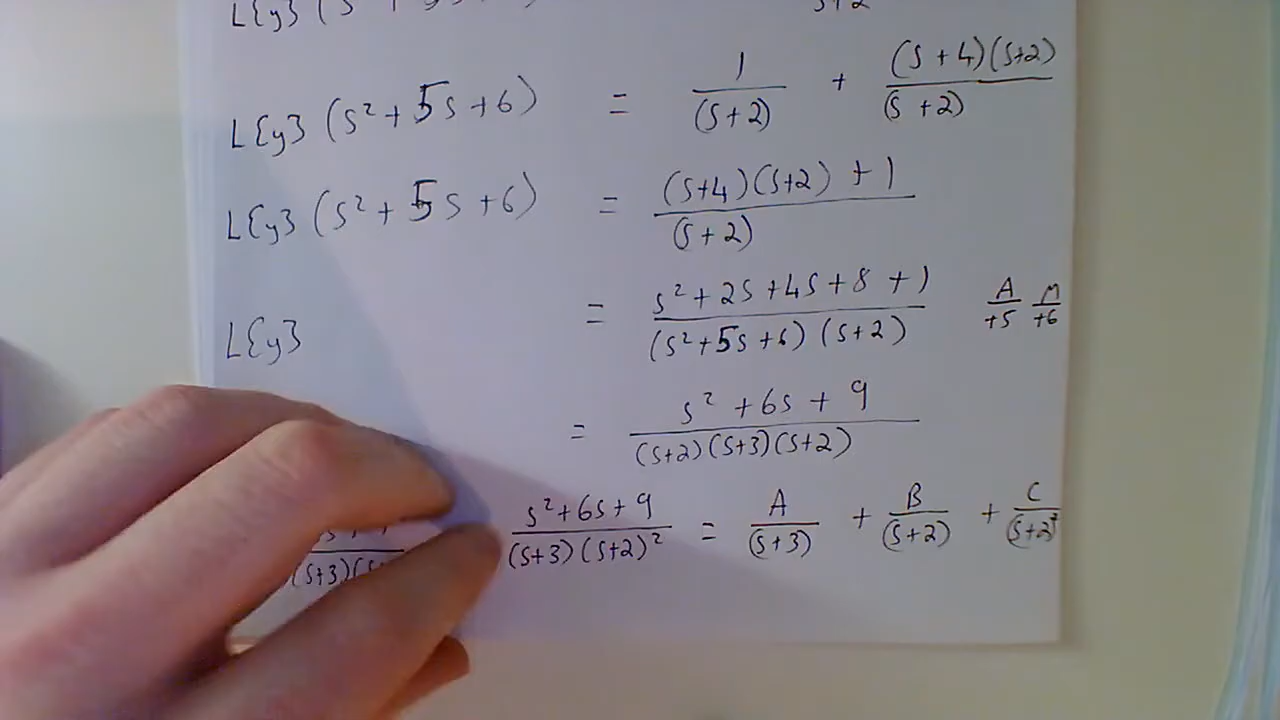 L{y} (s
s+2
L{y} (s² + 5s + 6) = 1/(s+2) + (s+4)(s+2)/(s+2)
L{y} (s² + 5s + 6) = (s+4)(s+2) + 1/(s+2)
L{y} = s² + 2s + 4s + 8 + 1/(s²+5s+6)(s+2) A/+5 M/+6
= s² + 6s + 9/(s+2)(s+3)(s+2)
(s+3)( s²+6s+9/(s+3)(s+2)² = A/(s+3) + B/(s+2) + C/(s+2)²